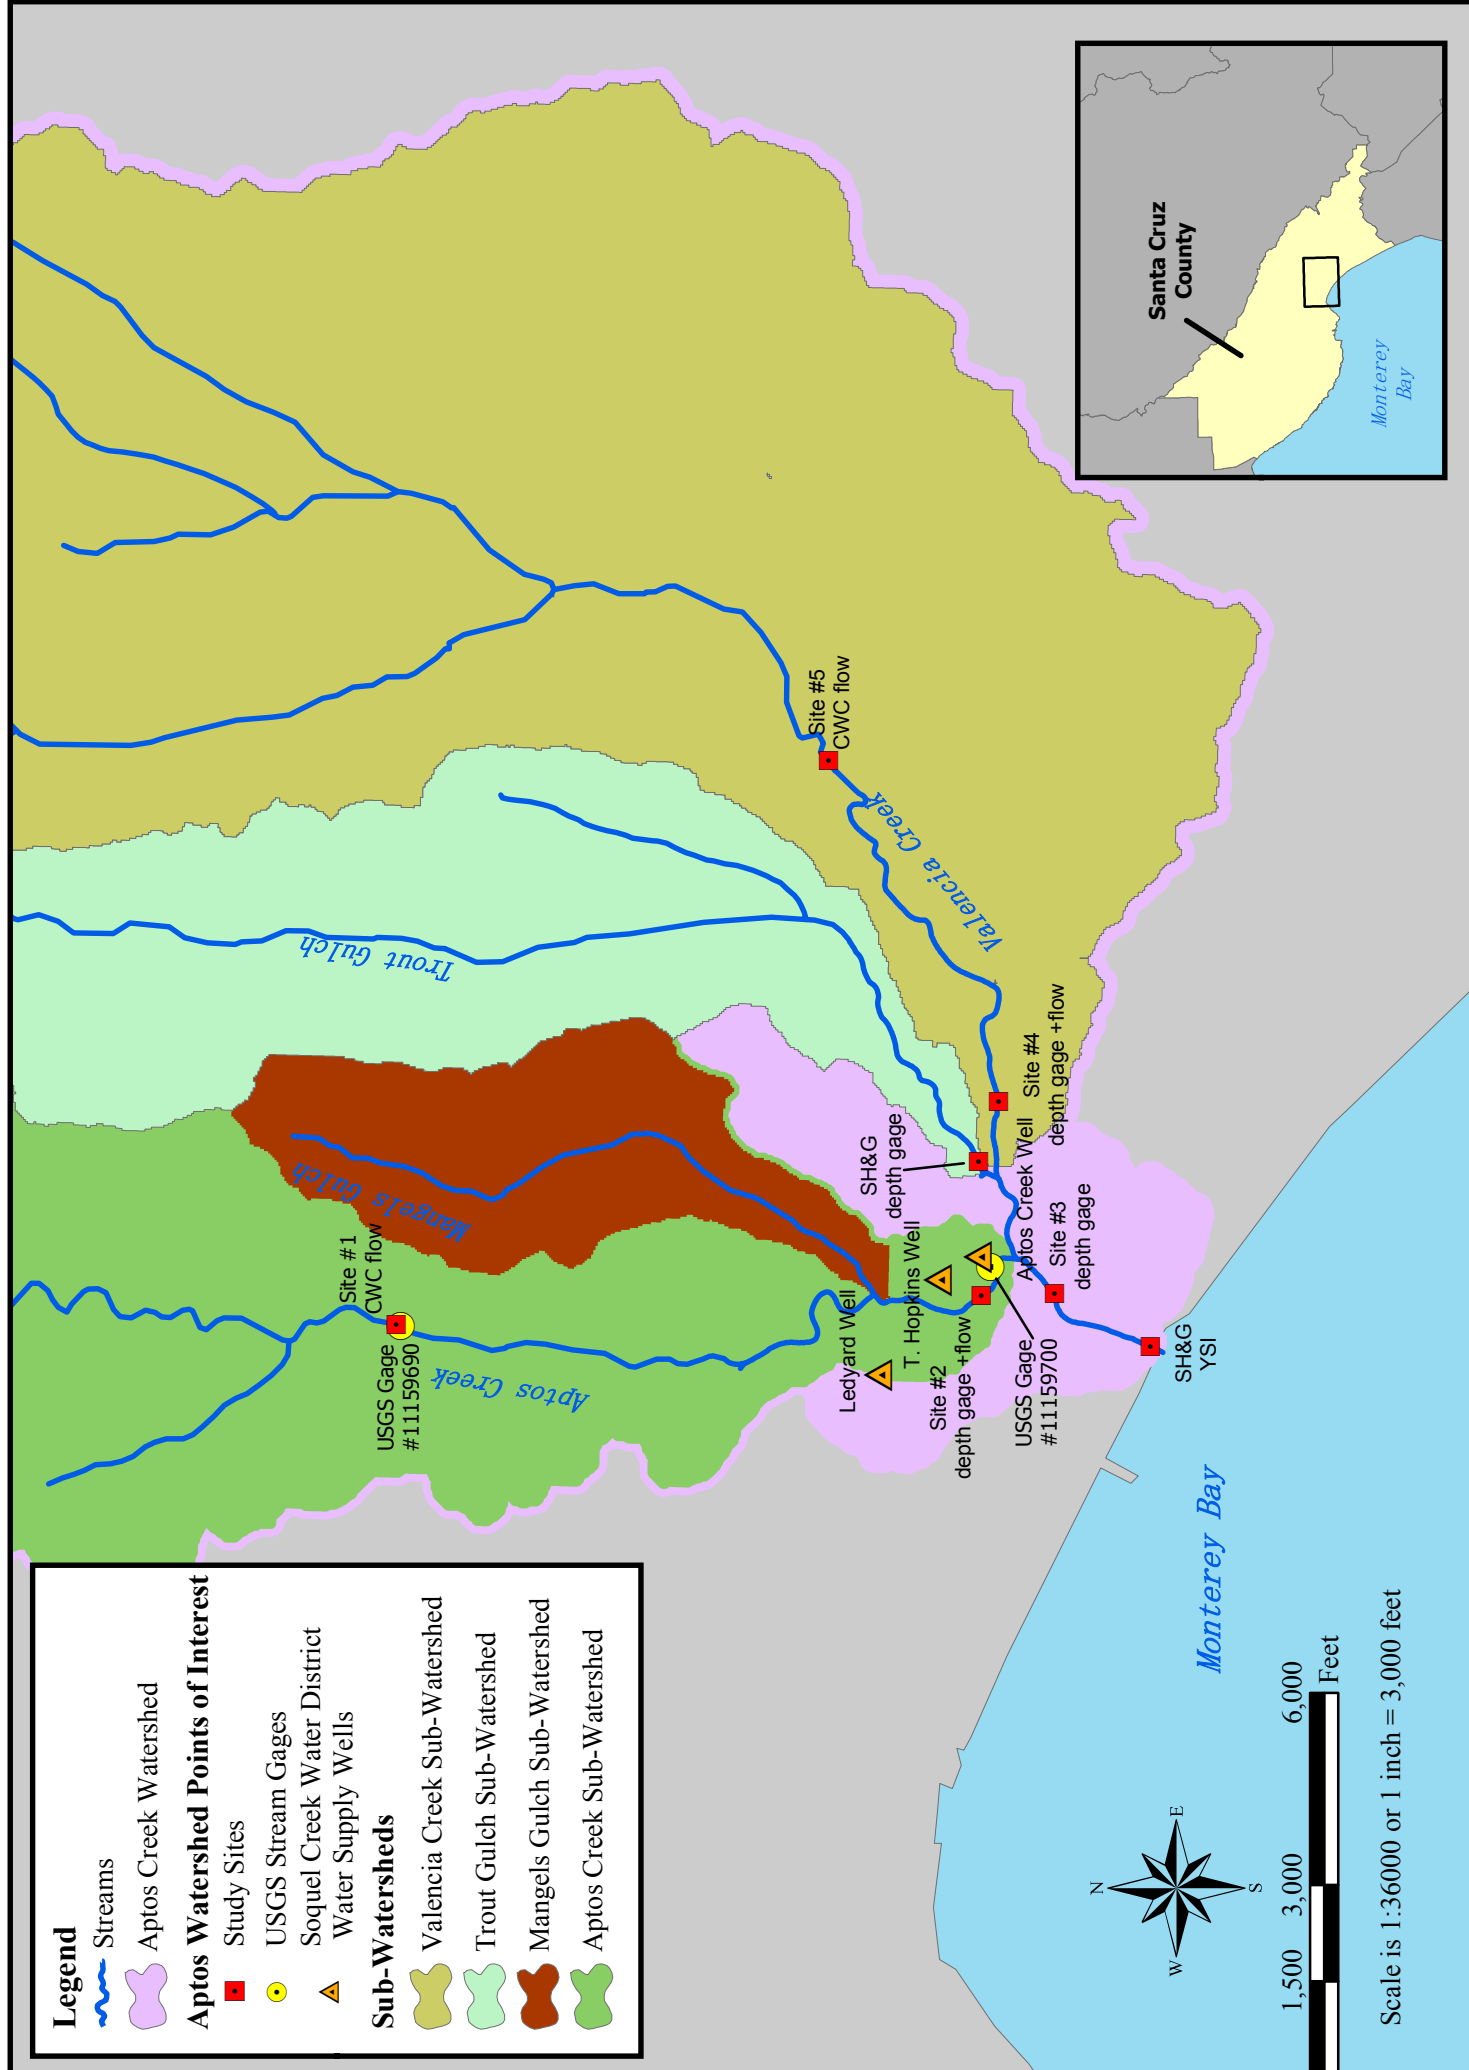 Legend
Streams
Aptos Creek Watershed
Aptos Watershed Points of Interest
Study Sites
USGS Stream Gages
Soquel Creek Water District
Water Supply Wells
Sub-Watersheds
Valencia Creek Sub-Watershed
Trout Gulch Sub-Watershed
Mangels Gulch Sub-Watershed
Aptos Creek Sub-Watershed
Site #1
CWC flow
USGS Gage
#11159690
Aptos Creek
Mangels Gulch
Trout Gulch
Valencia Creek
Site #5
CWC flow
Ledyard Well
T. Hopkins Well
SH&G
depth gage
Site #2
depth gage +flow
USGS Gage
#11159700
Aptos Creek Well
Site #4
depth gage +flow
Site #3
depth gage
SH&G
YSI
Monterey Bay
N
W
E
S
1,500
3,000
6,000
Feet
Scale is 1:36000 or 1 inch = 3,000 feet
Santa Cruz
County
Monterey
Bay